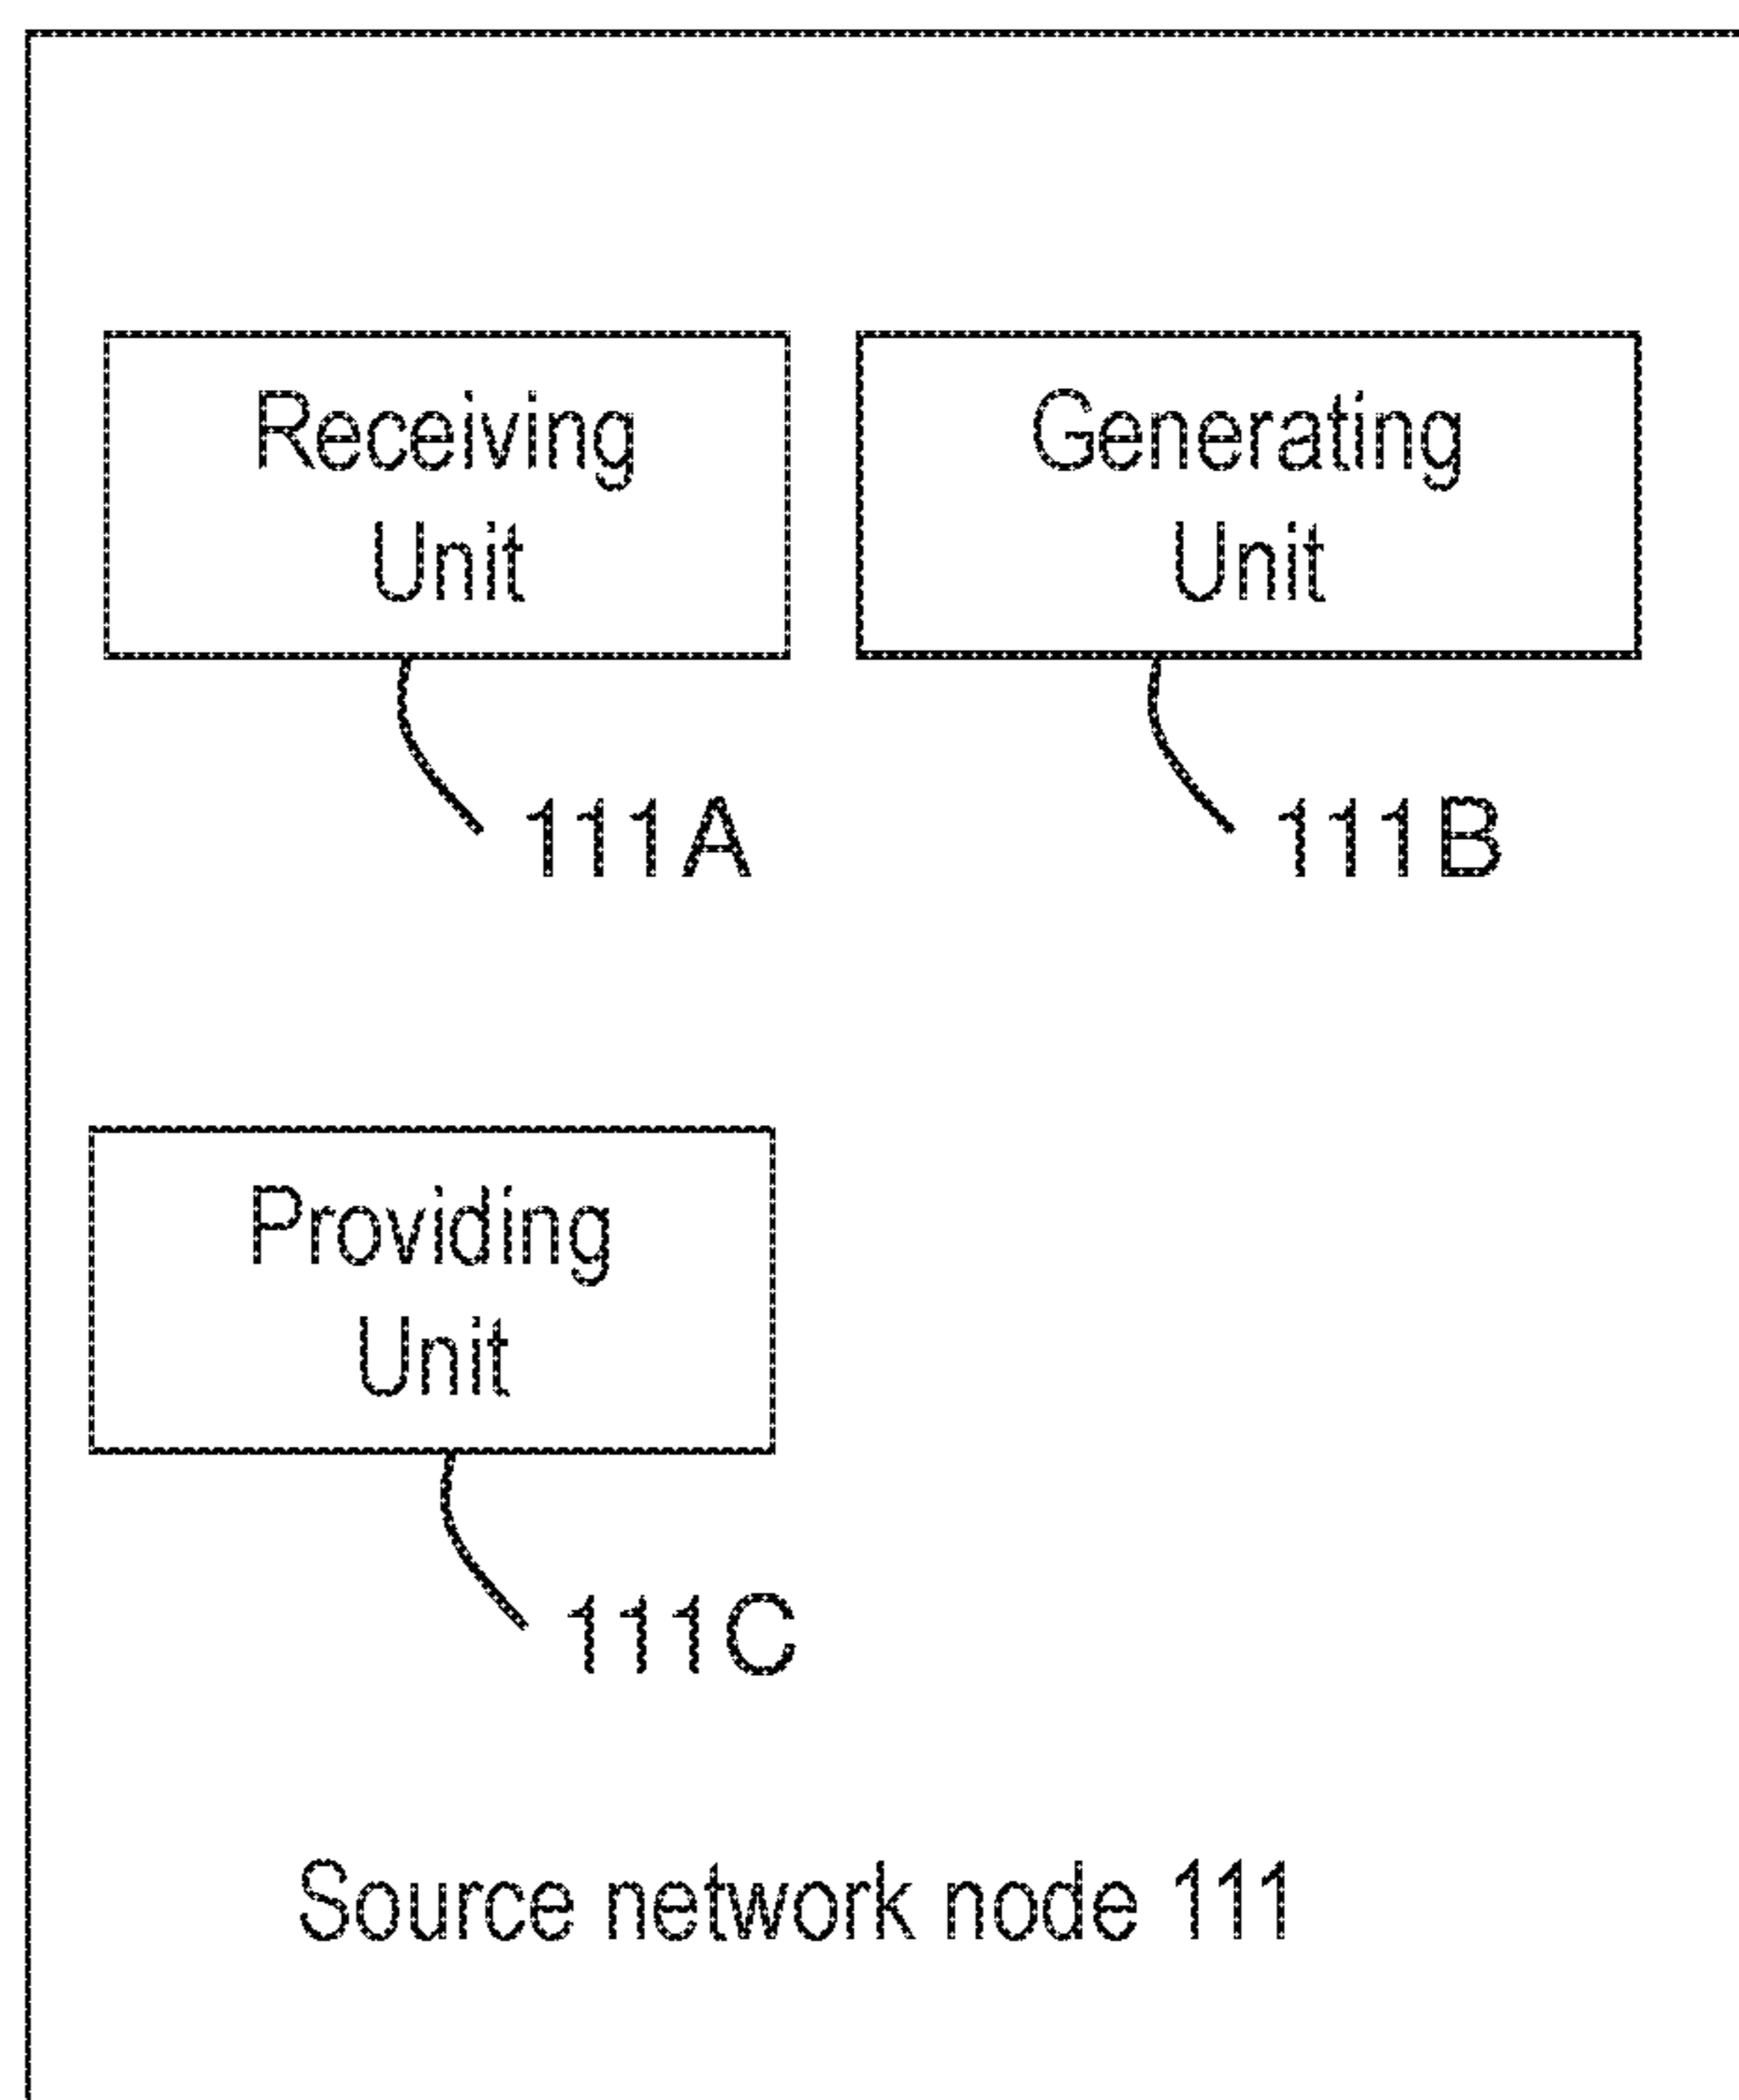 Receiving
Unit
111A
Generating
Unit
111B
Providing
Unit
111C
Source network node 111